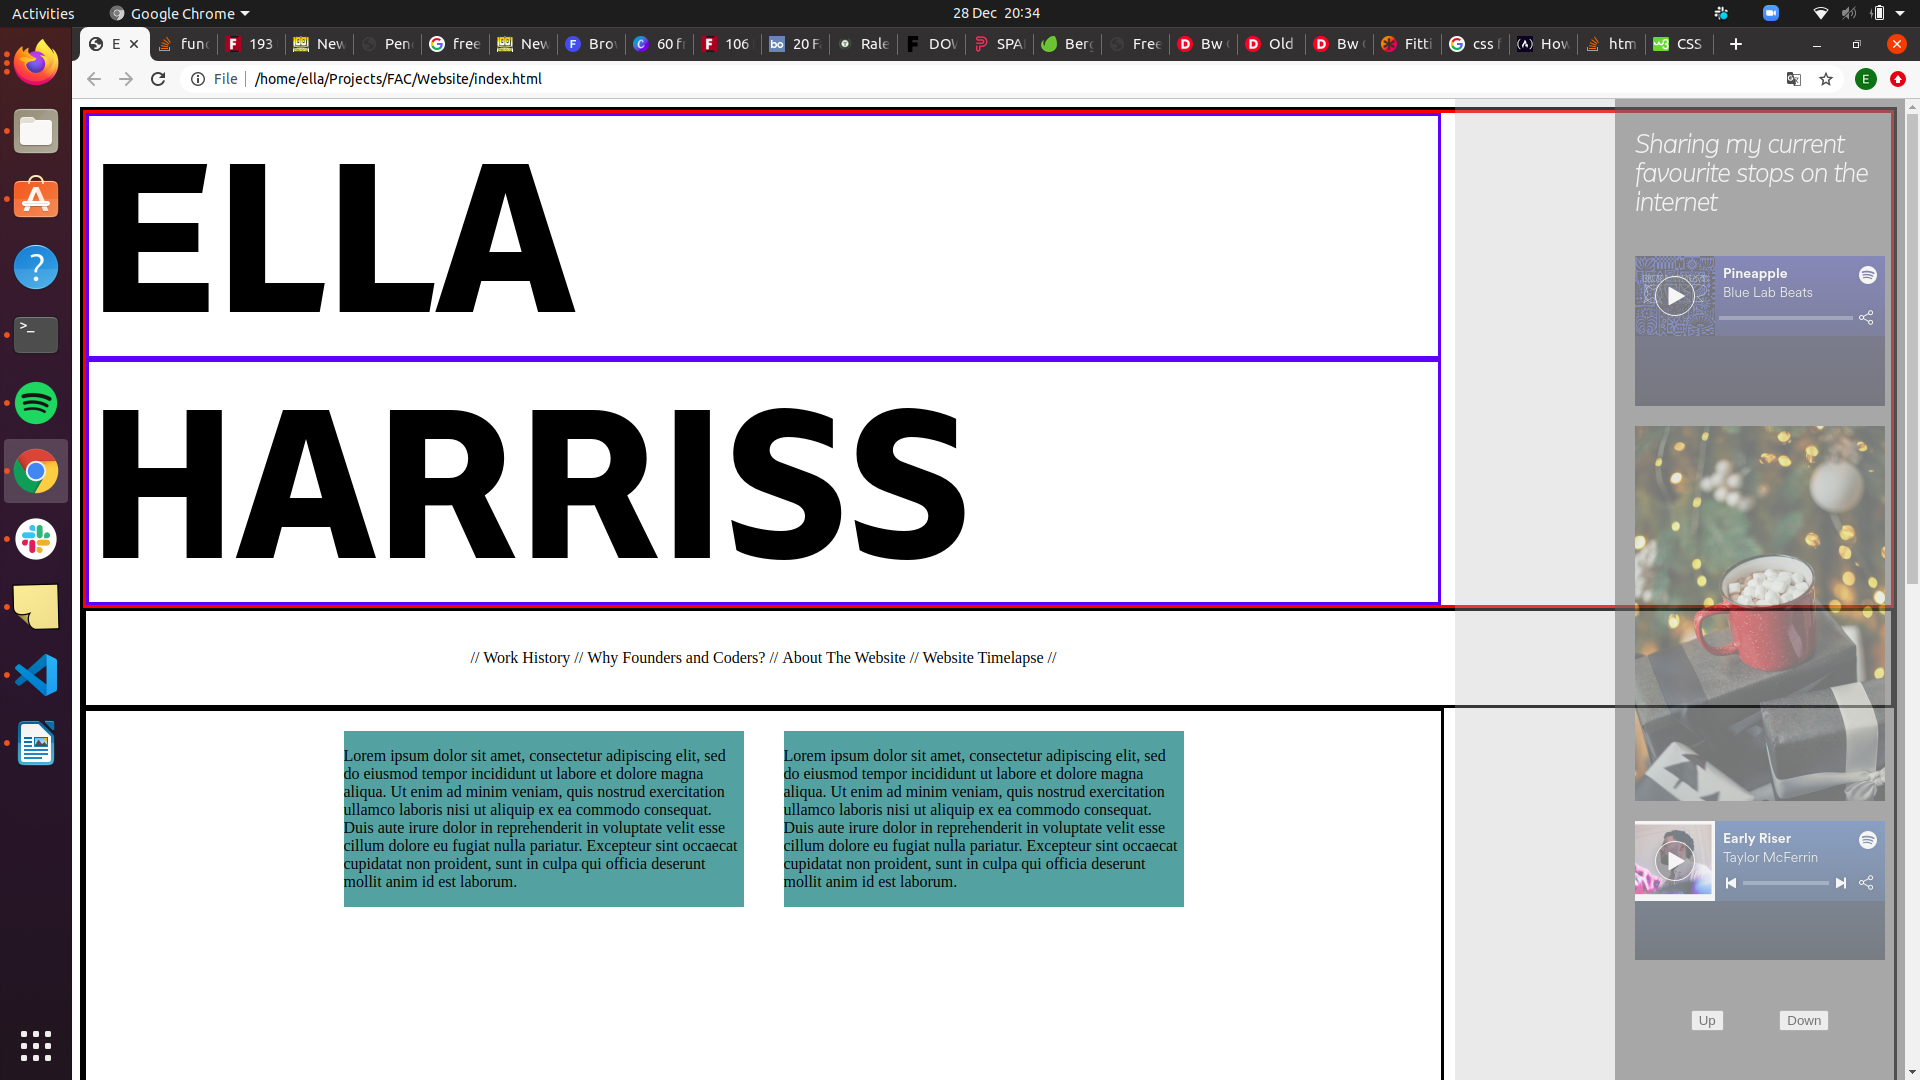 Activities
Google Chrome
28 Dec 20:34
E
func
193
New
Pen
free
New
Bro
60 f
106
bo
20 F
Rale
DOW
SPA
Ber
Free
Bw
Old
Bw
Fitti
css f
How
htm
CSS
File
/home/ella/Projects/FAC/Website/index.html
E
ELLA
HARRISS
// Work History // Why Founders and Coders? // About The Website // Website Timelapse //
Lorem ipsum dolor sit amet, consectetur adipiscing elit, sed
do eiusmod tempor incididunt ut labore et dolore magna
aliqua. Ut enim ad minim veniam, quis nostrud exercitation
ullamco laboris nisi ut aliquip ex ea commodo consequat.
Duis aute irure dolor in reprehenderit in voluptate velit esse
cillum dolore eu fugiat nulla pariatur. Excepteur sint occaecat
cupidatat non proident, sunt in culpa qui officia deserunt
mollit anim id est laborum.
Lorem ipsum dolor sit amet, consectetur adipiscing elit, sed
do eiusmod tempor incididunt ut labore et dolore magna
aliqua. Ut enim ad minim veniam, quis nostrud exercitation
ullamco laboris nisi ut aliquip ex ea commodo consequat.
Duis aute irure dolor in reprehenderit in voluptate velit esse
cillum dolore eu fugiat nulla pariatur. Excepteur sint occaecat
cupidatat non proident, sunt in culpa qui officia deserunt
mollit anim id est laborum.
Sharing my current
favourite stops on the
internet
Pineapple
Blue Lab Beats
Early Riser
Taylor McFerrin
Up
Down